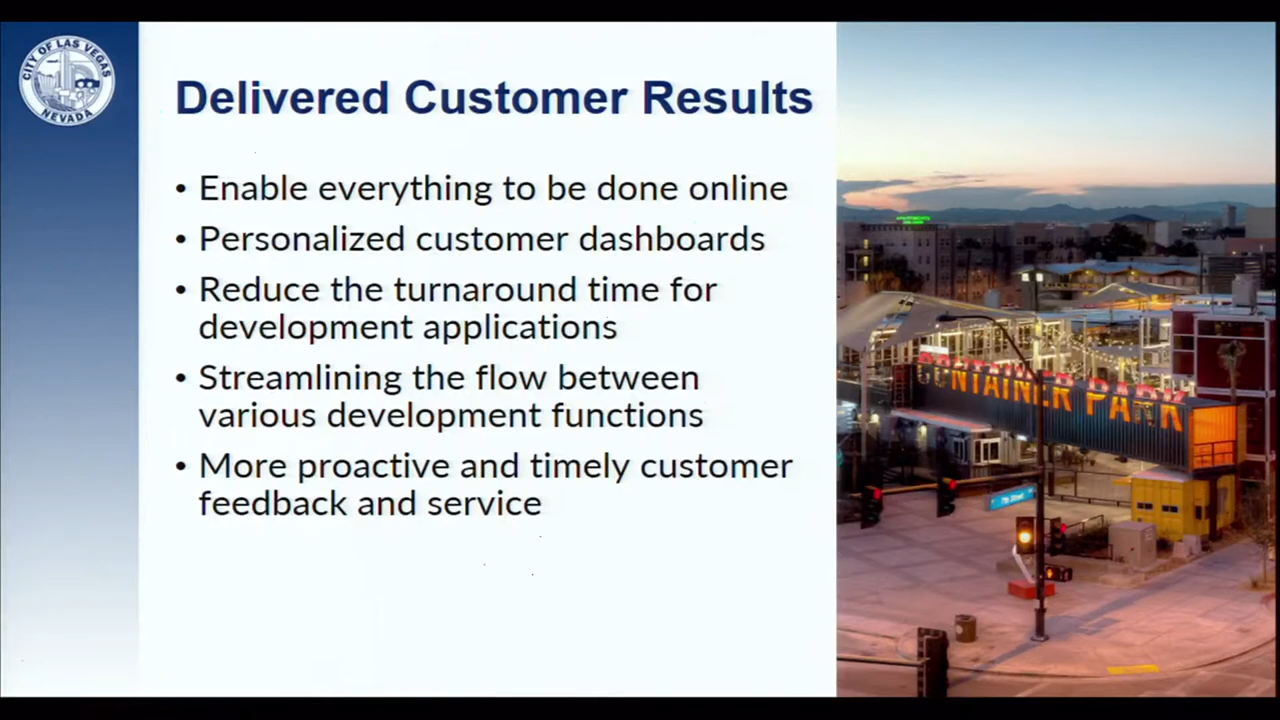 CITY OF LAS VEGAS
NEVADA
Delivered Customer Results
• Enable everything to be done online
• Personalized customer dashboards
• Reduce the turnaround time for
development applications
• Streamlining the flow between
various development functions
• More proactive and timely customer
feedback and service
CONTAINER PARK
7th Street